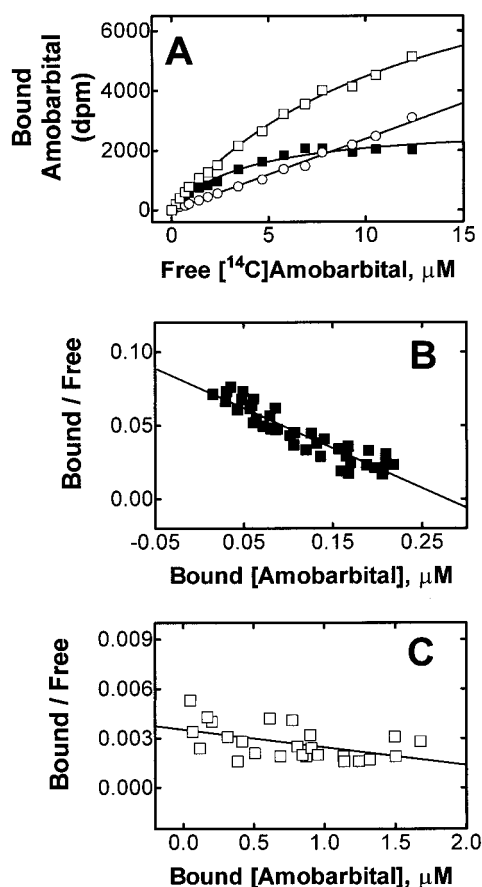 A
6000
4000
2000
0
Bound
Amobarbital
(dpm)
0
5
10
15
Free [¹⁴C]Amobarbital, μM
B
0.10
0.05
0.00
Bound / Free
-0.05
0.05
0.15
0.25
Bound [Amobarbital], μM
C
0.009
0.006
0.003
0.000
Bound / Free
0.0
0.5
1.0
1.5
2.0
Bound [Amobarbital], μM